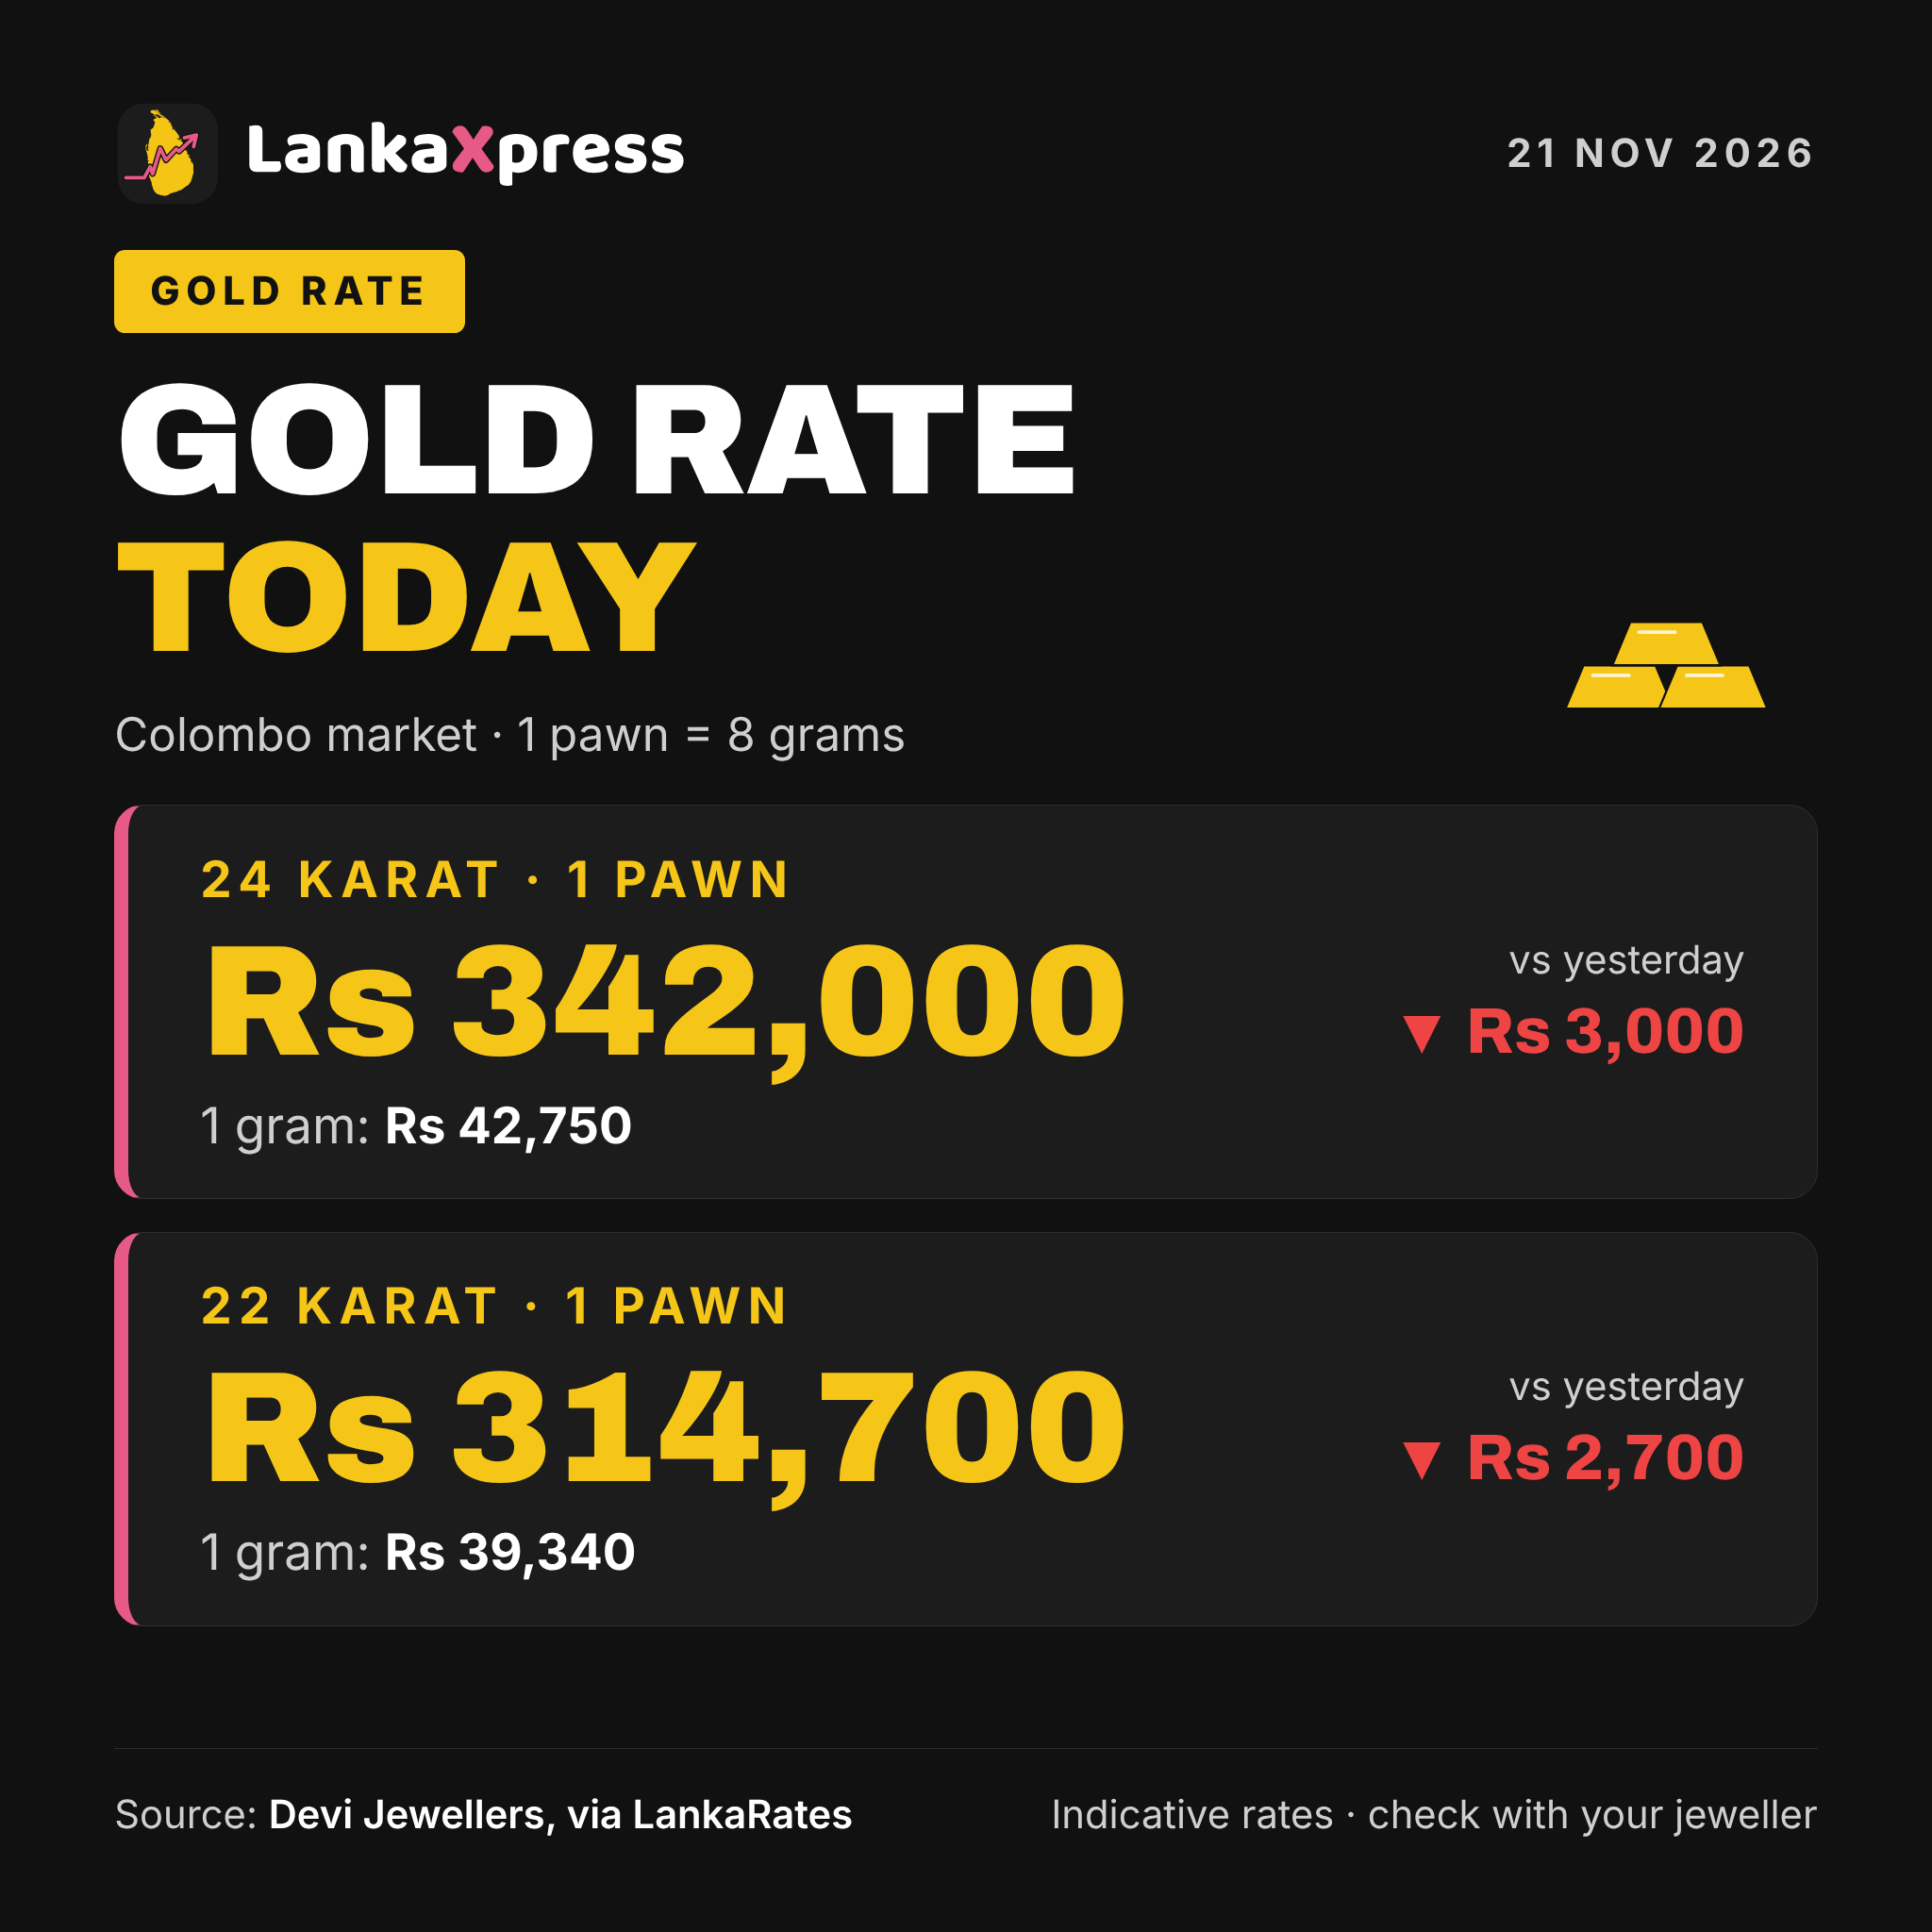 LankaXpress
21 NOV 2026
GOLD RATE
GOLD RATE
TODAY
Colombo market · 1 pawn = 8 grams
24 KARAT · 1 PAWN
Rs 342,000
vs yesterday
▼ Rs 3,000
1 gram: Rs 42,750
22 KARAT · 1 PAWN
Rs 314,700
vs yesterday
▼ Rs 2,700
1 gram: Rs 39,340
Source: Devi Jewellers, via LankaRates
Indicative rates · check with your jeweller